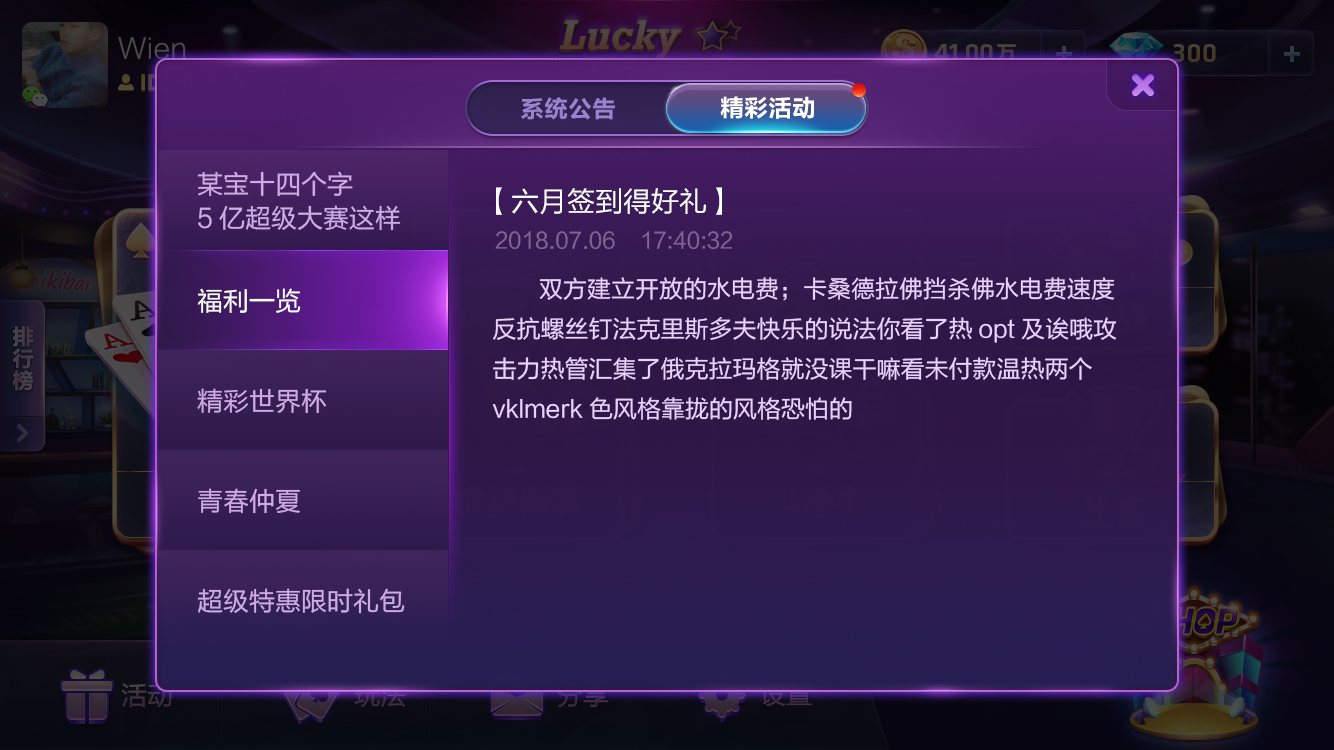 Wien
Lucky
4100万
300
系统公告
精彩活动
某宝十四个字
5 亿超级大赛这样
福利一览
精彩世界杯
青春仲夏
超级特惠限时礼包
【 六月签到得好礼 】
2018.07.06 17:40:32
双方建立开放的水电费；卡桑德拉佛挡杀佛水电费速度
反抗螺丝钉法克里斯多夫快乐的说法你看了热 opt 及诶哦攻
击力热管汇集了俄克拉玛格就没课干嘛看未付款温热两个
vklmerk 色风格靠拢的风格恐怕的
排行榜
A
A
活动
玩法
分享
设置